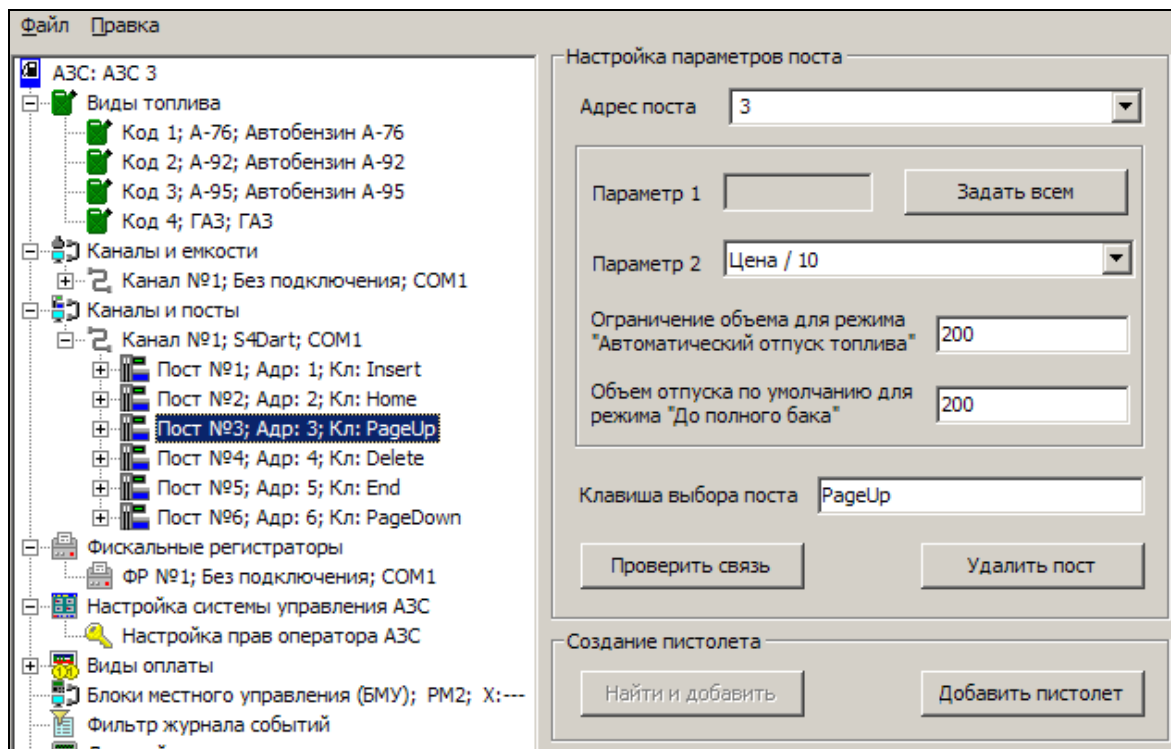 Файл Правка
АЗС: АЗС 3
Виды топлива
Код 1; А-76; Автобензин А-76
Код 2; А-92; Автобензин А-92
Код 3; А-95; Автобензин А-95
Код 4; ГАЗ; ГАЗ
Каналы и емкости
Канал №1; Без подключения; COM1
Каналы и посты
Канал №1; S4Dart; COM1
Пост №1; Адр: 1; Кл: Insert
Пост №2; Адр: 2; Кл: Home
Пост №3; Адр: 3; Кл: PageUp
Пост №4; Адр: 4; Кл: Delete
Пост №5; Адр: 5; Кл: End
Пост №6; Адр: 6; Кл: PageDown
Фискальные регистраторы
ФР №1; Без подключения; COM1
Настройка системы управления АЗС
Настройка прав оператора АЗС
Виды оплаты
Блоки местного управления (БМУ); РМ2; X:---
Фильтр журнала событий
Настройка параметров поста
Адрес поста 3
Параметр 1 Задать всем
Параметр 2 Цена / 10
Ограничение объема для режима
"Автоматический отпуск топлива" 200
Объем отпуска по умолчанию для
режима "До полного бака" 200
Клавиша выбора поста PageUp
Проверить связь Удалить пост
Создание пистолета
Найти и добавить Добавить пистолет